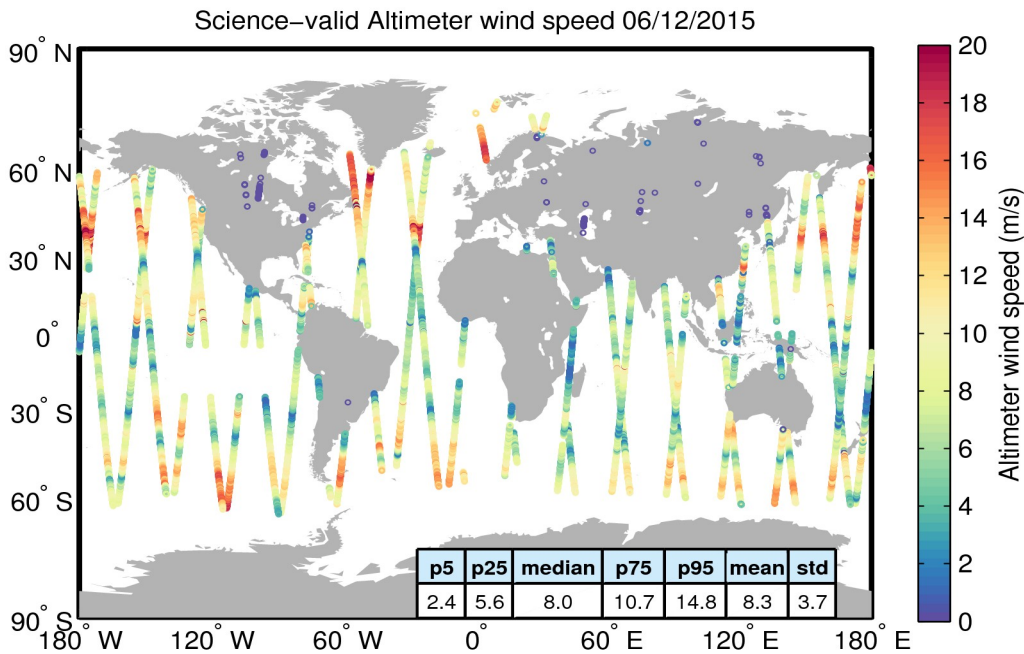 Science−valid Altimeter wind speed 06/12/2015
90° N
60° N
30° N
0°
30° S
60° S
90° S
180° W
120° W
60° W
0°
60° E
120° E
180° E
p5 p25 median p75 p95 mean std
2.4 5.6 8.0 10.7 14.8 8.3 3.7
20
18
16
14
12
10
8
6
4
2
0
Altimeter wind speed (m/s)